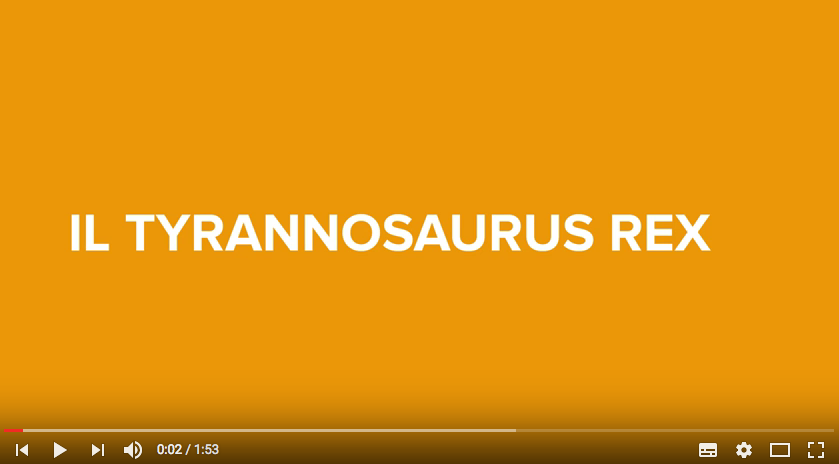 IL TYRANNOSAURUS REX
0:02 / 1:53